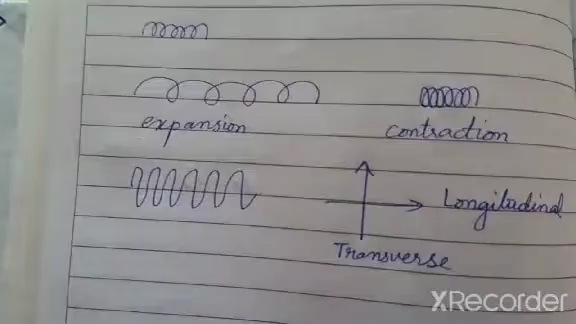 expansion
contraction
Longitudinal
Transverse
XRecorder